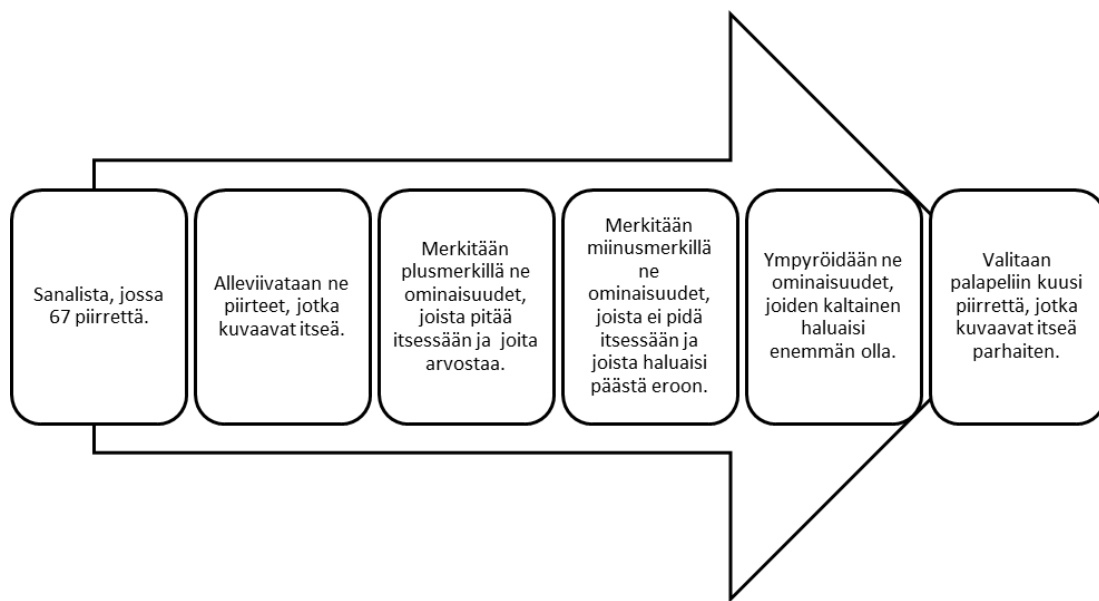 Sanalista, jossa
67 piirrettä.
Alleviivataan ne
piirteet, jotka
kuvaavat itseä.
Merkitään
plusmerkillä ne
ominaisuudet,
joista pitää
itsessään ja joita
arvostaa.
Merkitään
miinusmerkillä
ne
ominaisuudet,
joista ei pidä
itsessään ja
joista haluaisi
päästä eroon.
Ympyröidään ne
ominaisuudet,
joiden kaltainen
haluaisi
enemmän olla.
Valitaan
palapeliin kuusi
piirrettä, jotka
kuvaavat itseä
parhaiten.